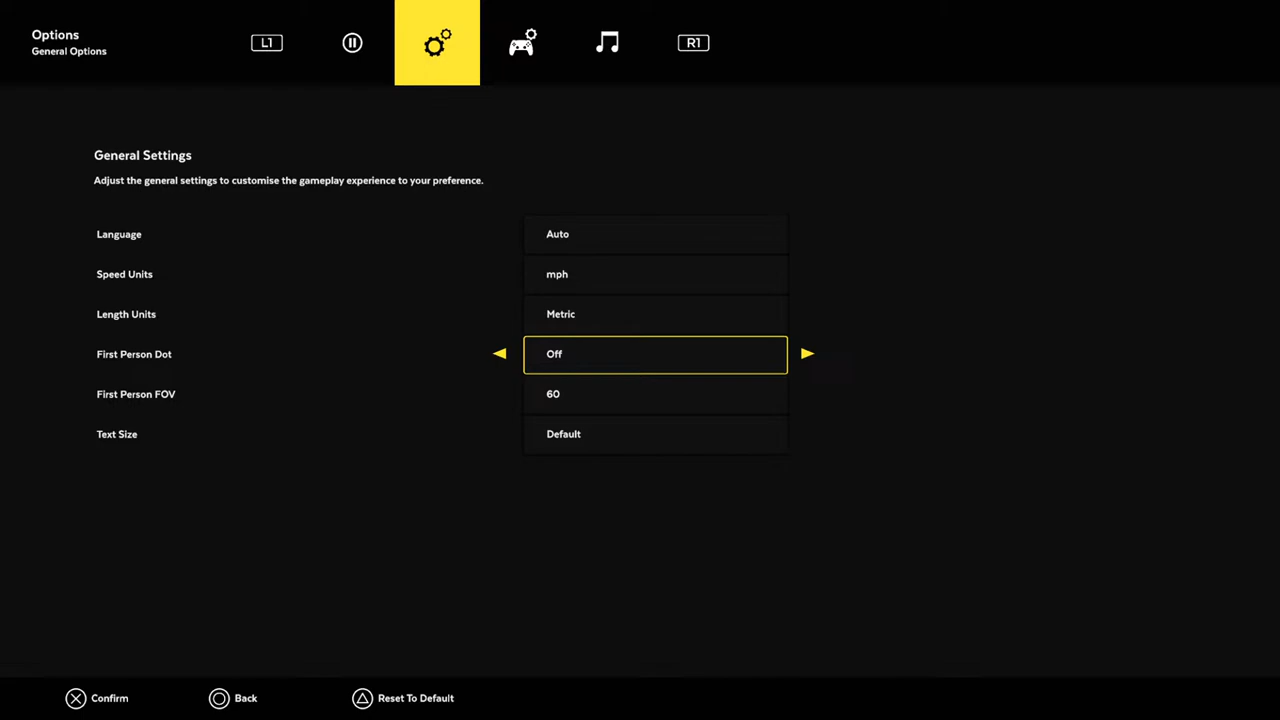 Options
General Options
L1
R1
General Settings
Adjust the general settings to customise the gameplay experience to your preference.
Language Auto
Speed Units mph
Length Units Metric
First Person Dot Off
First Person FOV 60
Text Size Default
Confirm Back Reset To Default